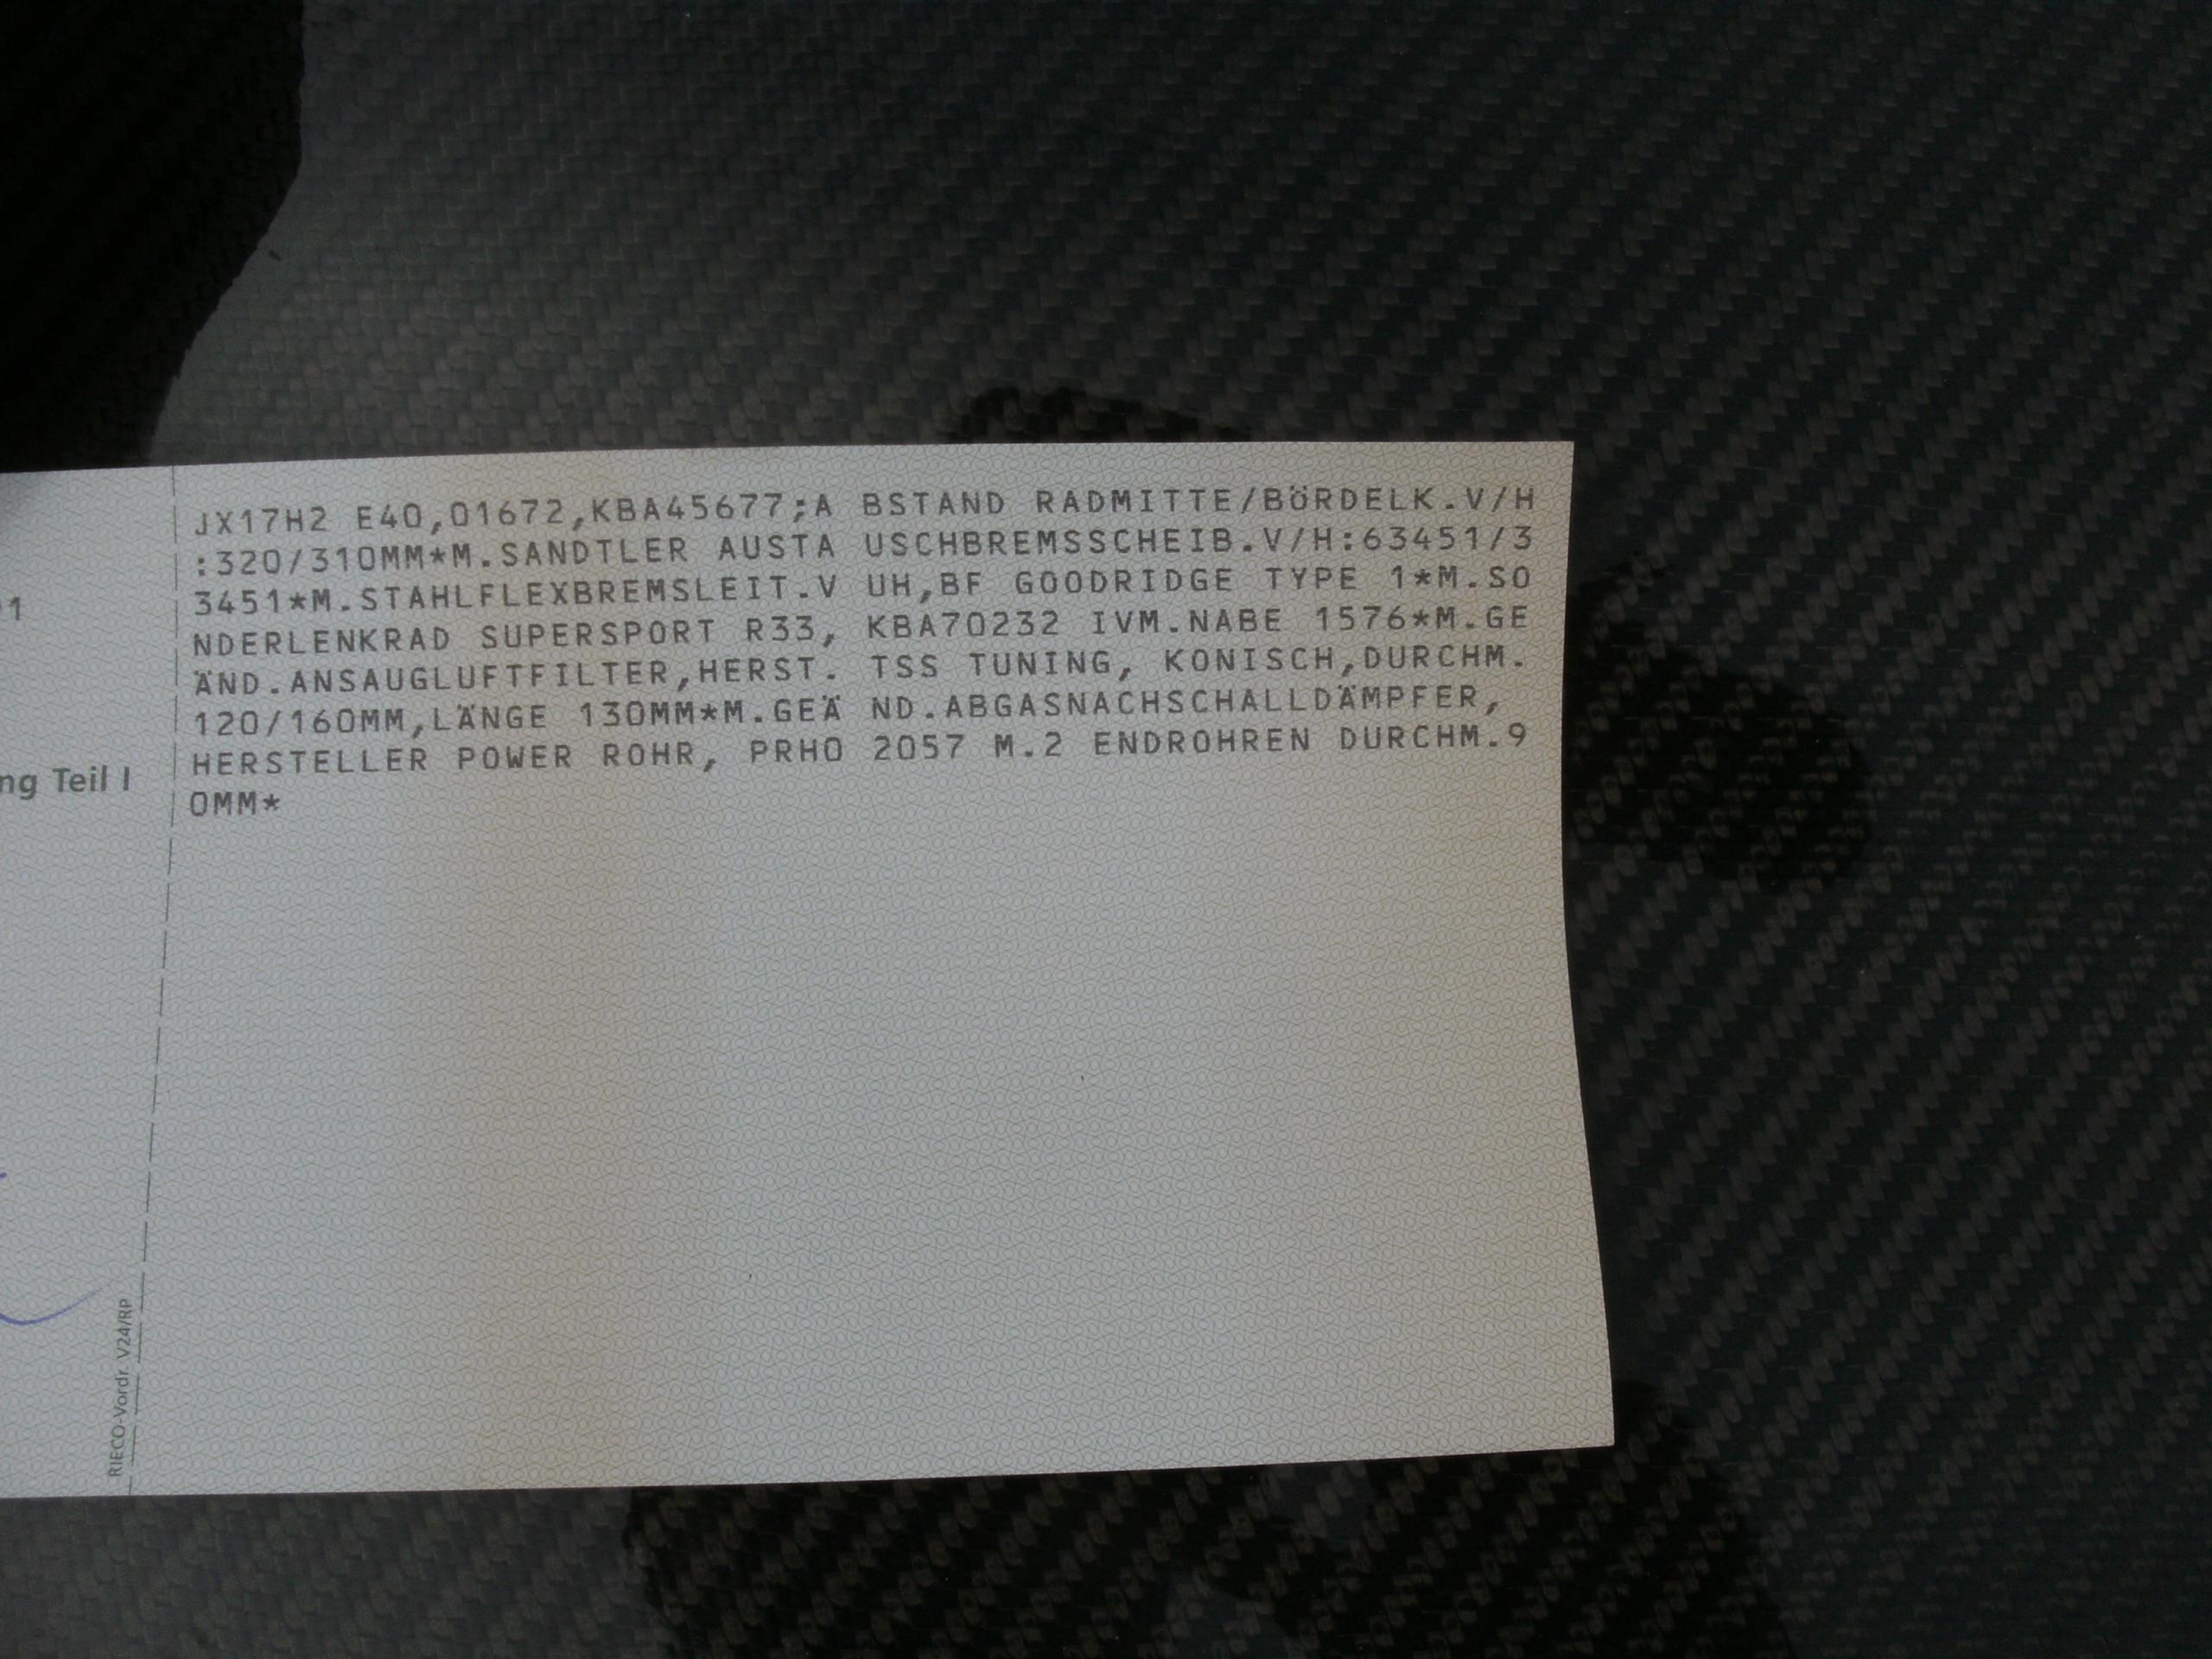 JX17H2 E40,01672,KBA45677;A BSTAND RADMITTE/BÖRDELK.V/H
:320/310MM*M.SANDTLER AUSTA USCHBREMSSCHEIB.V/H:63451/3
3451*M.STAHLFLEXBREMSLEIT.V UH,BF GOODRIDGE TYPE 1*M.SO
NDERLENKRAD SUPERSPORT R33, KBA70232 IVM.NABE 1576*M.GE
ÄND.ANSAUGLUFTFILTER,HERST. TSS TUNING, KONISCH,DURCHM.
120/160MM,LÄNGE 130MM*M.GEÄ ND.ABGASNACHSCHALLDÄMPFER,
HERSTELLER POWER ROHR, PRHO 2057 M.2 ENDROHREN DURCHM.9
0MM*
1
ng Teil I
RIECO-Vordr. V24/RP